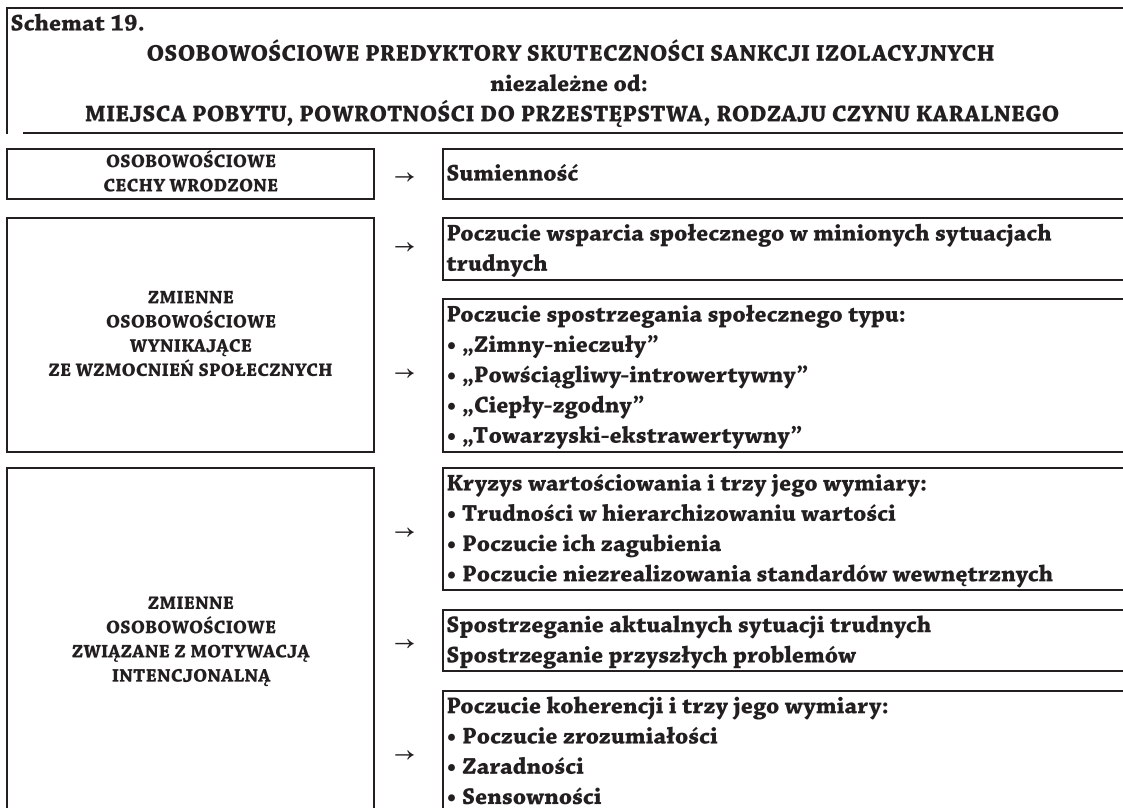 Schemat 19.
OSOBOWOŚCIOWE PREDYKTORY SKUTECZNOŚCI SANKCJI IZOLACYJNYCH
niezależne od:
MIEJSCA POBYTU, POWROTNOŚCI DO PRZESTĘPSTWA, RODZAJU CZYNU KARALNEGO
OSOBOWOŚCIOWE
CECHY WRODZONE
→
Sumienność
ZMIENNE
OSOBOWOŚCIOWE
WYNIKAJĄCE
ZE WZMOCNIEŃ SPOŁECZNYCH
→
Poczucie wsparcia społecznego w minionych sytuacjach
trudnych
→
Poczucie spostrzegania społecznego typu:
• „Zimny-nieczuły”
• „Powściągliwy-introwertywny”
• „Ciepły-zgodny”
• „Towarzyski-ekstrawertywny”
ZMIENNE
OSOBOWOŚCIOWE
ZWIĄZANE Z MOTYWACJĄ
INTENCJONALNĄ
→
Kryzys wartościowania i trzy jego wymiary:
• Trudności w hierarchizowaniu wartości
• Poczucie ich zagubienia
• Poczucie niezrealizowania standardów wewnętrznych
→
Spostrzeganie aktualnych sytuacji trudnych
Spostrzeganie przyszłych problemów
→
Poczucie koherencji i trzy jego wymiary:
• Poczucie zrozumiałości
• Zaradności
• Sensowności